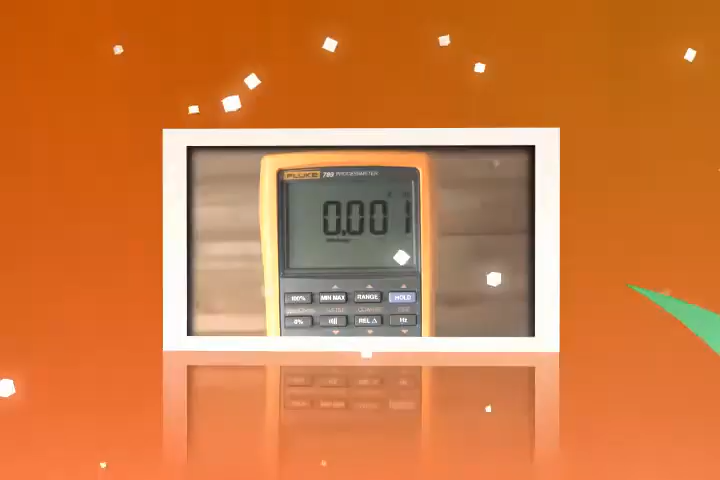 FLUKE 789 PROCESSMETER
0.001
100% MIN MAX RANGE HOLD
0% REL △ Hz